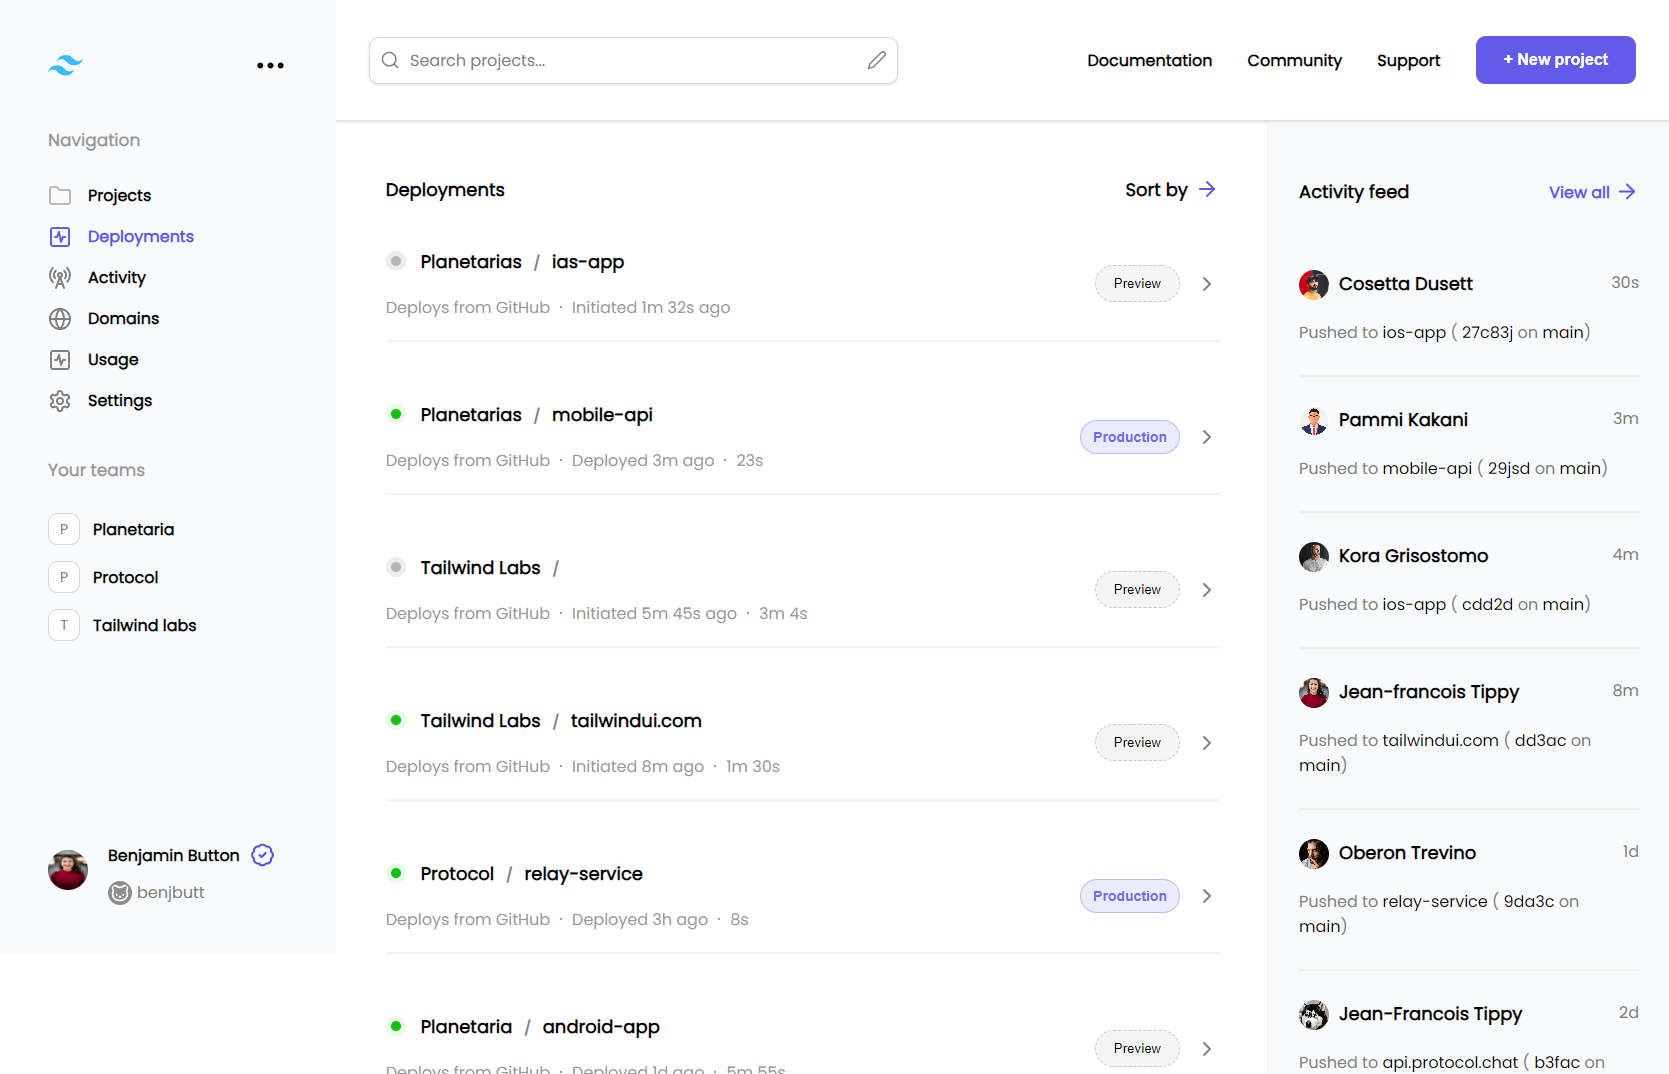 Search projects...
Documentation
Community
Support
+ New project
Navigation
Projects
Deployments
Activity
Domains
Usage
Settings
Your teams
P Planetaria
P Protocol
T Tailwind labs
Benjamin Button
benjbutt
Deployments
Sort by
Planetarias / ias-app
Preview
Deploys from GitHub · Initiated 1m 32s ago
Planetarias / mobile-api
Production
Deploys from GitHub · Deployed 3m ago · 23s
Tailwind Labs /
Preview
Deploys from GitHub · Initiated 5m 45s ago · 3m 4s
Tailwind Labs / tailwindui.com
Preview
Deploys from GitHub · Initiated 8m ago · 1m 30s
Protocol / relay-service
Production
Deploys from GitHub · Deployed 3h ago · 8s
Planetaria / android-app
Preview
Deploys from GitHub · Deployed 1d ago · 5m 55s
Activity feed
View all
Cosetta Dusett 30s
Pushed to ios-app ( 27c83j on main)
Pammi Kakani 3m
Pushed to mobile-api ( 29jsd on main)
Kora Grisostomo 4m
Pushed to ios-app ( cdd2d on main)
Jean-francois Tippy 8m
Pushed to tailwindui.com ( dd3ac on
main)
Oberon Trevino 1d
Pushed to relay-service ( 9da3c on
main)
Jean-Francois Tippy 2d
Pushed to api.protocol.chat ( b3fac on